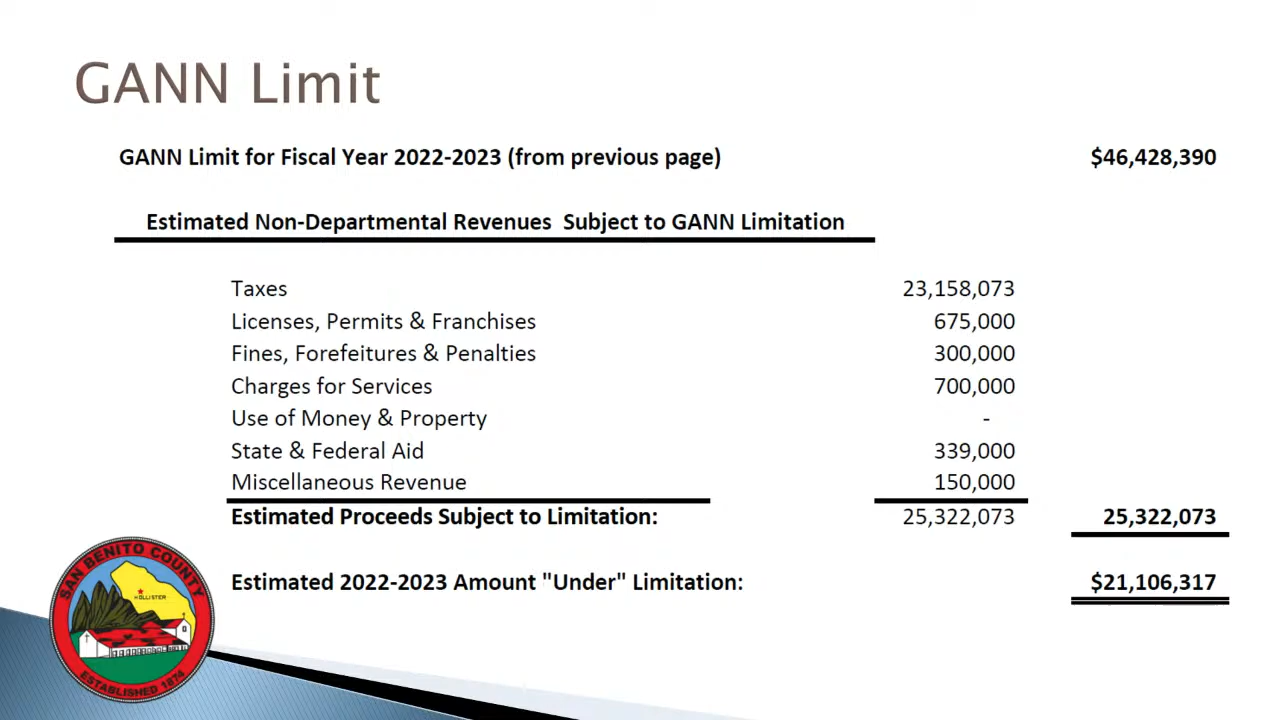 GANN Limit
GANN Limit for Fiscal Year 2022-2023 (from previous page) $46,428,390
Estimated Non-Departmental Revenues Subject to GANN Limitation
Taxes 23,158,073
Licenses, Permits & Franchises 675,000
Fines, Forefeitures & Penalties 300,000
Charges for Services 700,000
Use of Money & Property -
State & Federal Aid 339,000
Miscellaneous Revenue 150,000
Estimated Proceeds Subject to Limitation: 25,322,073 25,322,073
Estimated 2022-2023 Amount "Under" Limitation: $21,106,317
SAN BENITO COUNTY
HOLLISTER
ESTABLISHED 1874